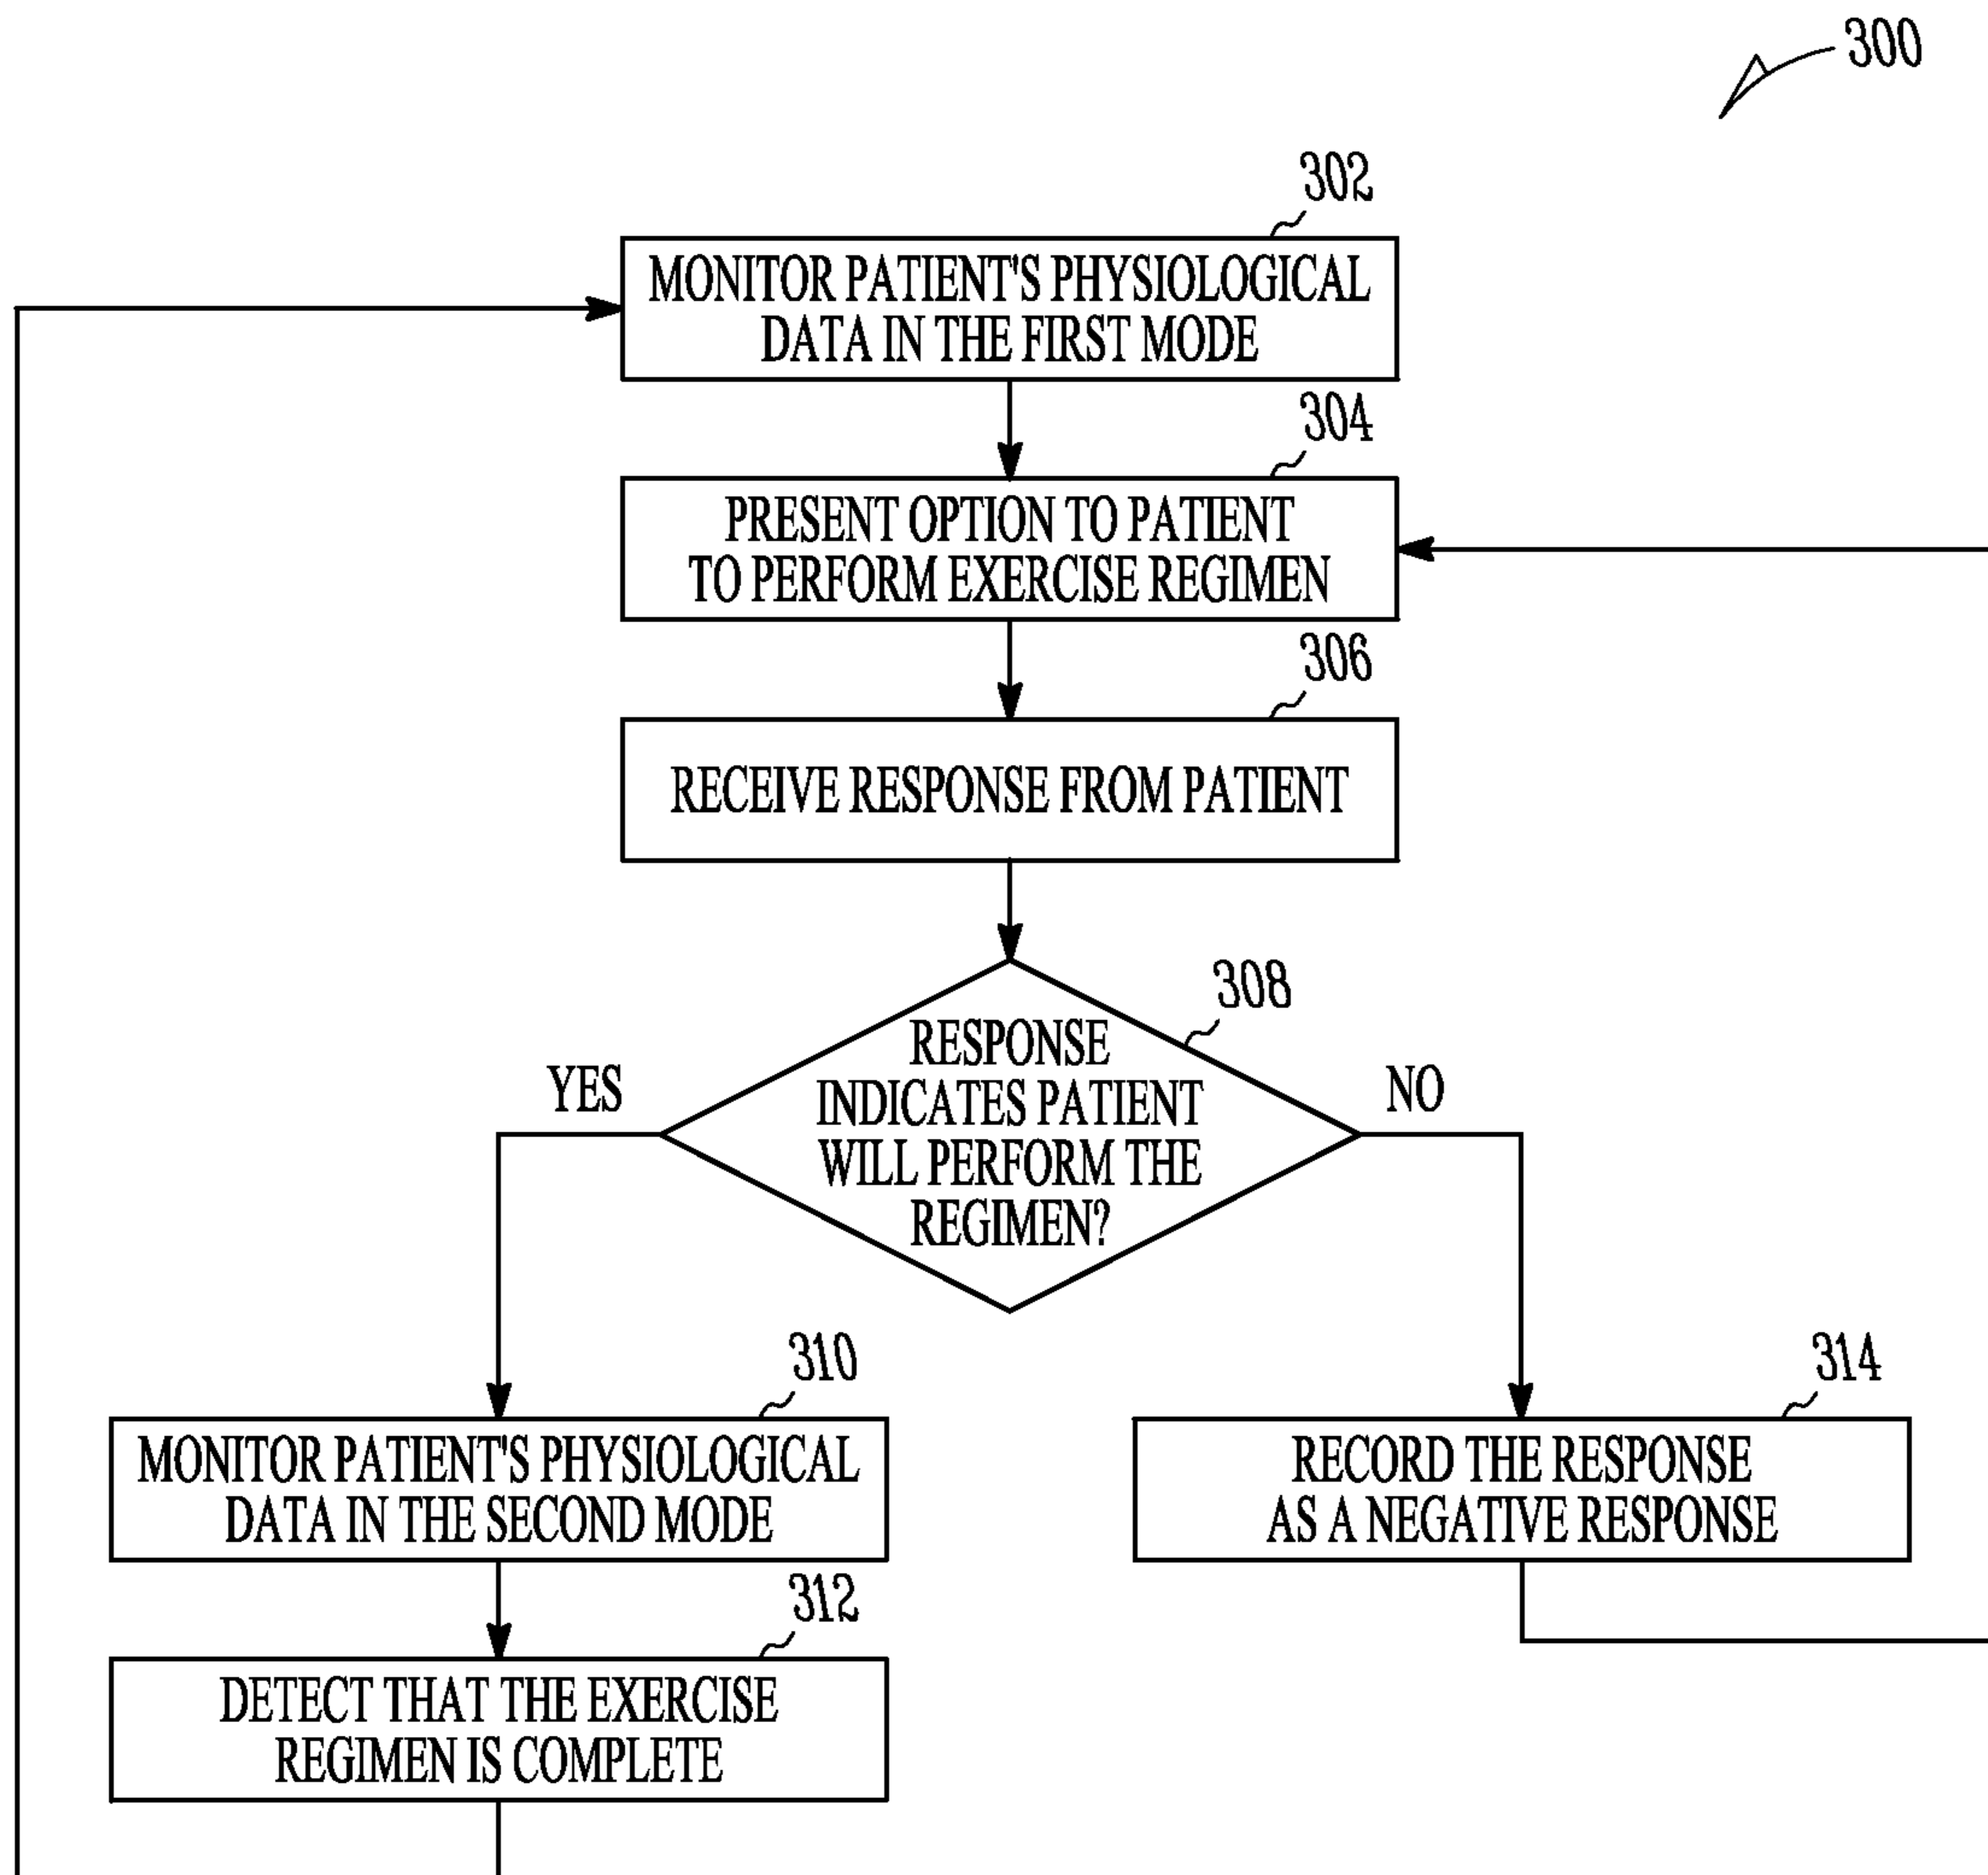 300
302
MONITOR PATIENT'S PHYSIOLOGICAL
DATA IN THE FIRST MODE
304
PRESENT OPTION TO PATIENT
TO PERFORM EXERCISE REGIMEN
306
RECEIVE RESPONSE FROM PATIENT
308
RESPONSE
INDICATES PATIENT
WILL PERFORM THE
REGIMEN?
YES
NO
310
MONITOR PATIENT'S PHYSIOLOGICAL
DATA IN THE SECOND MODE
314
RECORD THE RESPONSE
AS A NEGATIVE RESPONSE
312
DETECT THAT THE EXERCISE
REGIMEN IS COMPLETE